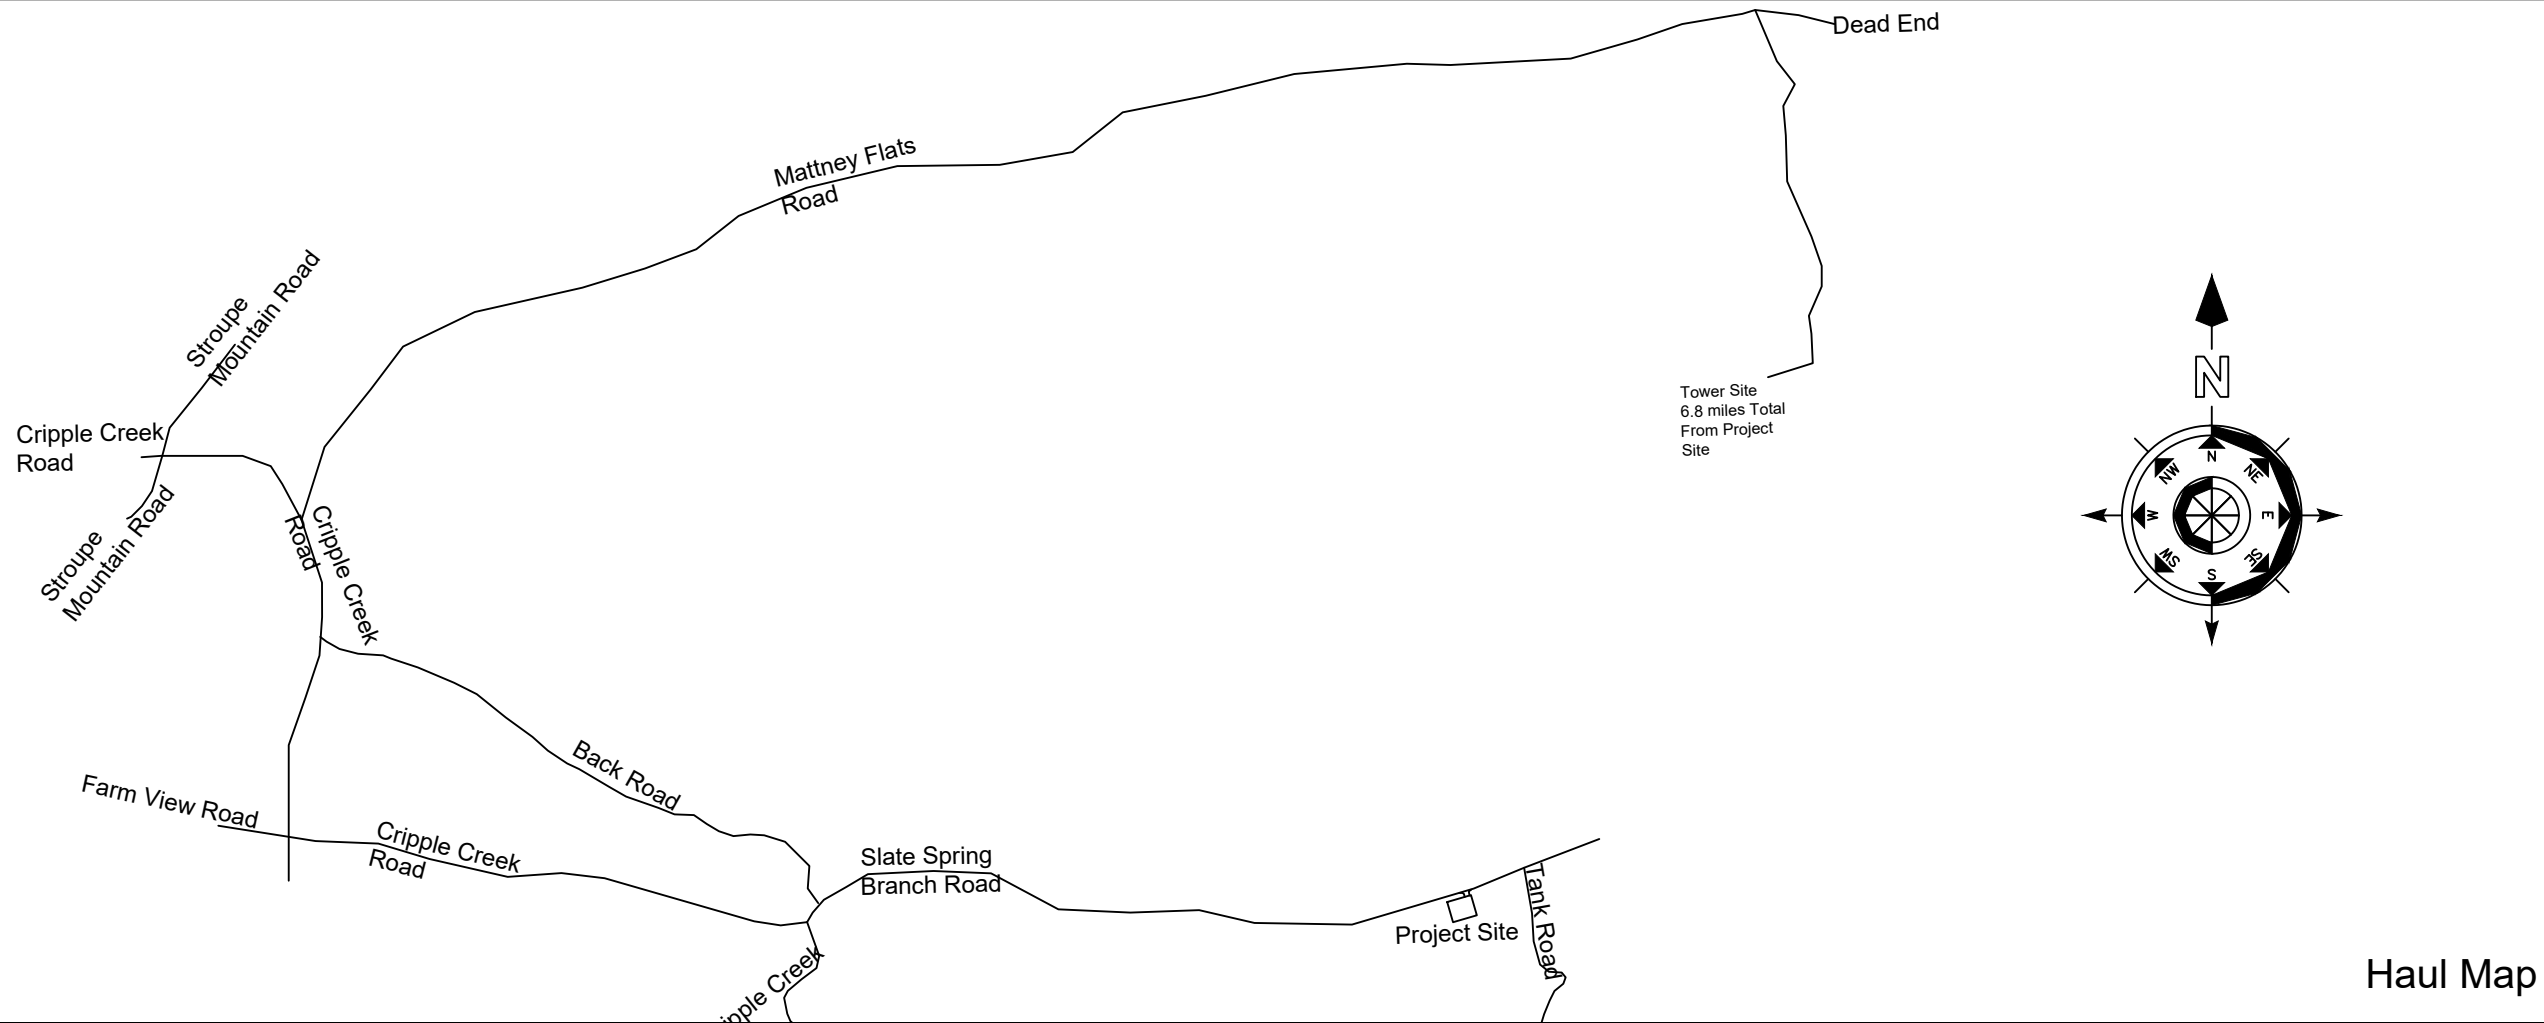 Dead End
Mattney Flats
Road
Stroupe
Mountain Road
Cripple Creek
Road
Stroupe
Mountain Road
Cripple Creek
Road
Tower Site
6.8 miles Total
From Project
Site
N
N
NE
E
SE
S
SW
W
NW
Back Road
Farm View Road
Cripple Creek
Road
Slate Spring
Branch Road
Project Site
Tank Road
Creek
Haul Map